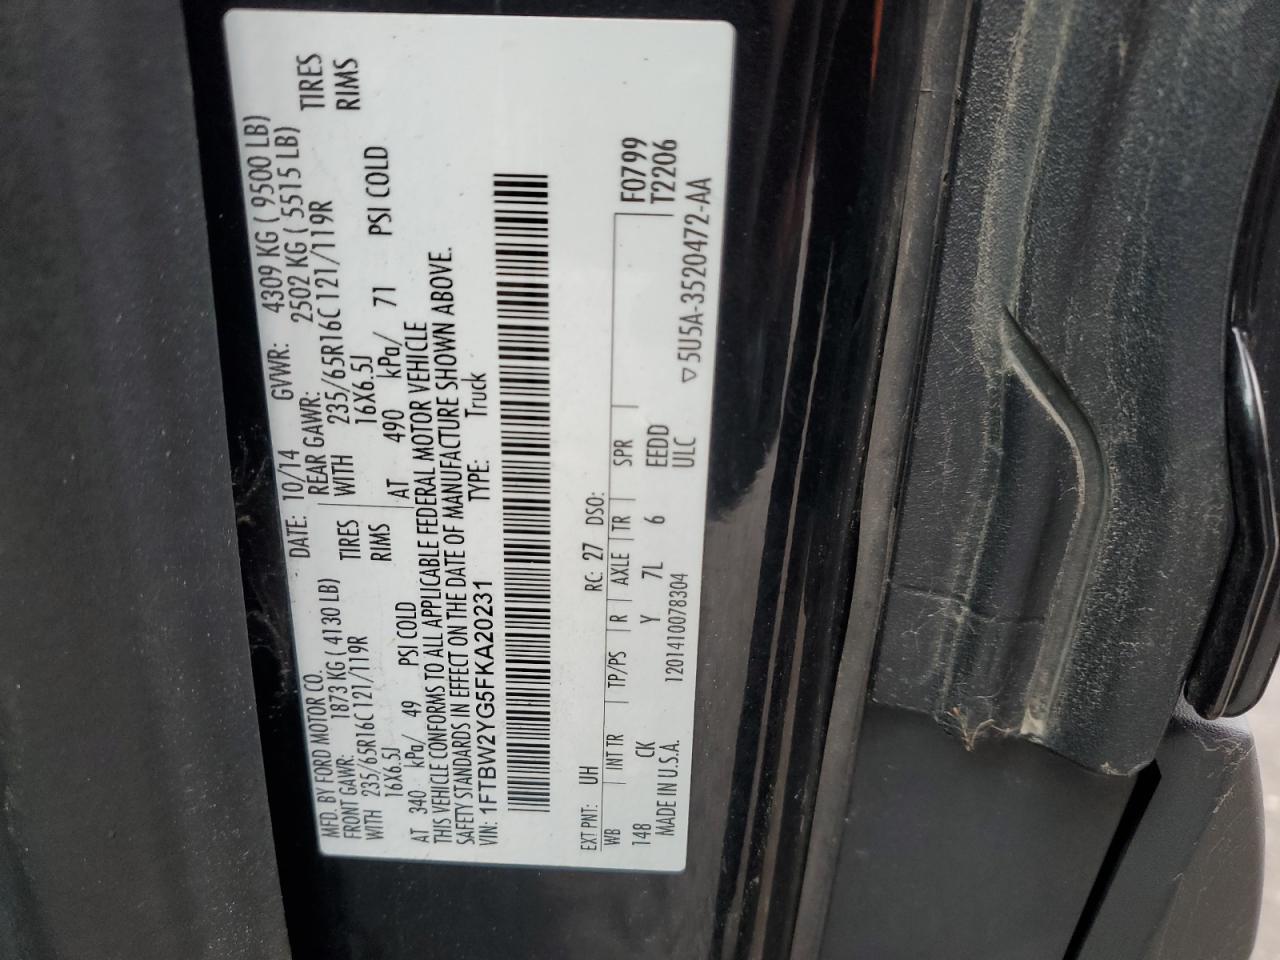 MFD. BY FORD MOTOR CO. DATE: 10/14 GVWR: 4309 KG ( 9500 LB)
FRONT GAWR: 1873 KG ( 4130 LB) REAR GAWR: 2502 KG ( 5515 LB)
WITH 235/65R16C 121/119R TIRES WITH 235/65R16C 121/119R TIRES
16X6.5J RIMS 16X6.5J RIMS
AT 340 kPa/ 49 PSI COLD AT 490 kPa/ 71 PSI COLD
THIS VEHICLE CONFORMS TO ALL APPLICABLE FEDERAL MOTOR VEHICLE
SAFETY STANDARDS IN EFFECT ON THE DATE OF MANUFACTURE SHOWN ABOVE.
VIN: 1FTBW2YG5FKA20231 TYPE: Truck
EXT PNT: UH RC: 27 DSO:
WB INT TR TP/PS R AXLE TR SPR F0799
148 CK Y 7L 6 EEDD T2206
MADE IN U.S.A. 1201410078304 ULC
▽ 5U5A-3520472-AA